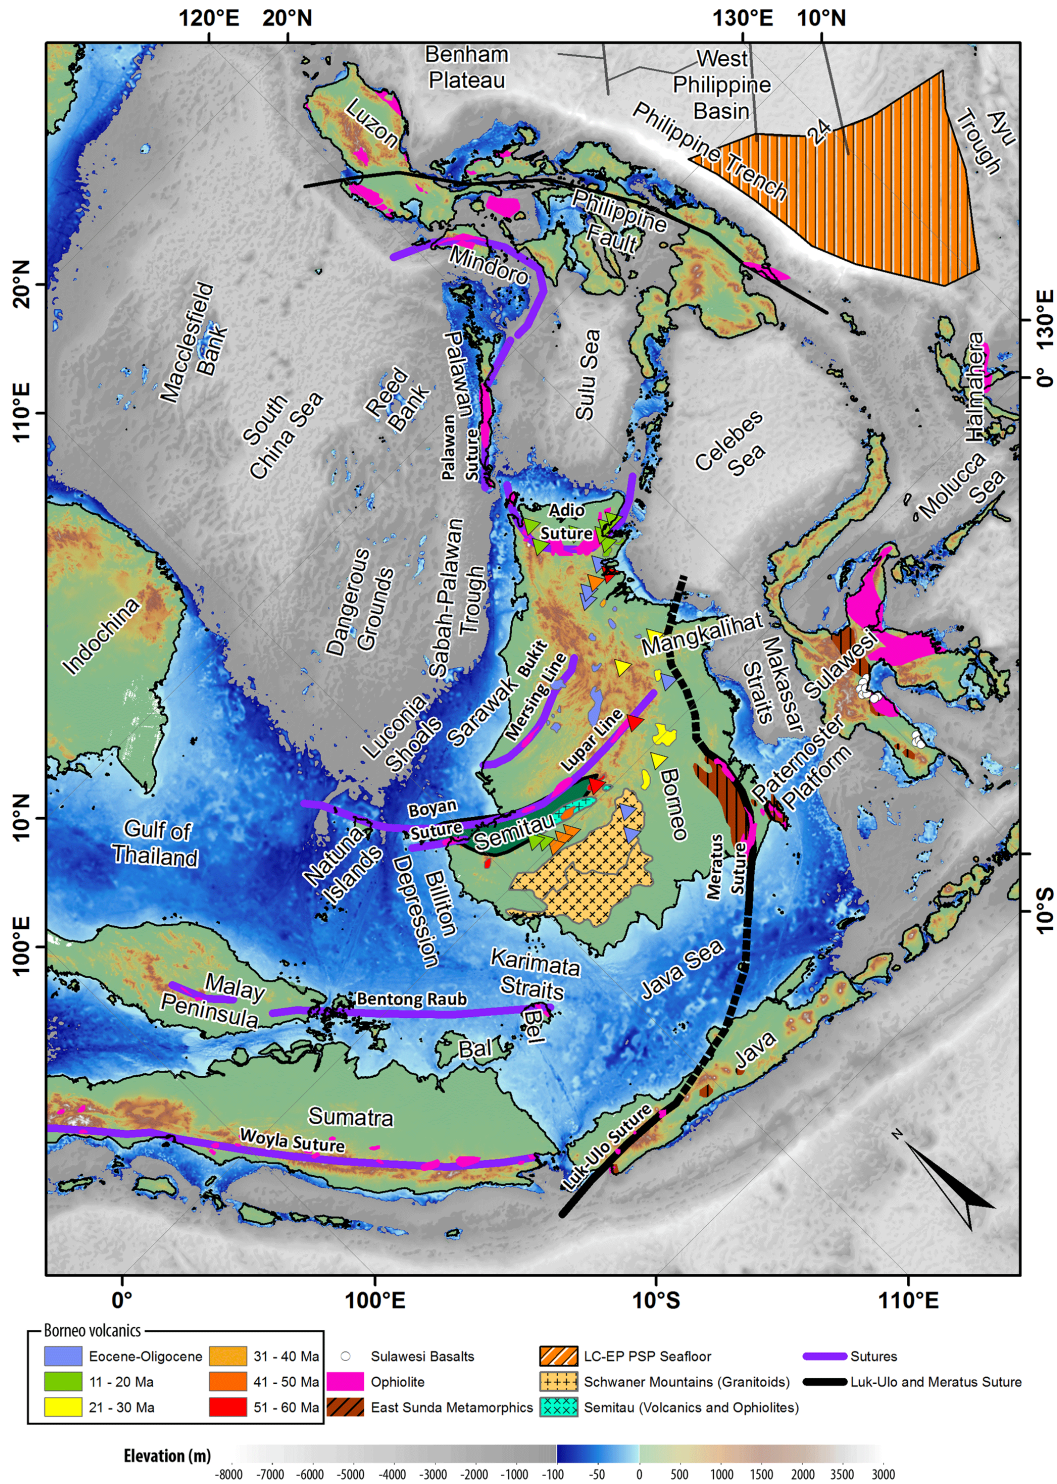 120°E 20°N 130°E 10°N
Benham
Plateau
West
Philippine
Basin
Ayu
Trough
24
Philippine Trench
Luzon
Philippine
Fault
Mindoro
20°N
130°E
Macclesfield
Bank
Palawan
Sulu Sea
Halmahera
0°
Reed
Bank
110°E
South
China Sea
Palawan
Suture
Celebes
Sea
Molucca
Sea
Adio
Suture
Dangerous
Grounds
Sabah-Palawan
Trough
Indochina
Mangkalihat
Makassar
Straits
Sulawesi
Bukit
Mersing Line
Sarawak
Luconia
Shoals
Lupar Line
Paternoster
Platform
Borneo
10°N
Boyan
Suture
Semitau
Gulf of
Thailand
Natuna
Islands
Billiton
Depression
Meratus
Suture
10°S
100°E
Karimata
Straits
Java Sea
Malay
Peninsula
Bentong Raub
Bel
Bal
Java
Sumatra
Woyla Suture
Luk-Ulo Suture
N
0° 100°E 10°S 110°E
Borneo volcanics
Eocene-Oligocene
11 - 20 Ma
21 - 30 Ma
31 - 40 Ma
41 - 50 Ma
51 - 60 Ma
Sulawesi Basalts
Ophiolite
East Sunda Metamorphics
LC-EP PSP Seafloor
Schwaner Mountains (Granitoids)
Semitau (Volcanics and Ophiolites)
Sutures
Luk-Ulo and Meratus Suture
Elevation (m)
-8000 -7000 -6000 -5000 -4000 -3000 -2000 -1000 -100 -50 0 500 1000 1500 2000 3500 3000